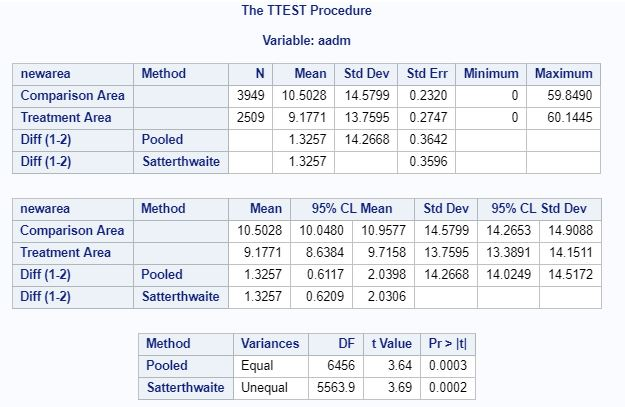 The TTEST Procedure
Variable: aadm
newarea Method N Mean Std Dev Std Err Minimum Maximum
Comparison Area 3949 10.5028 14.5799 0.2320 0 59.8490
Treatment Area 2509 9.1771 13.7595 0.2747 0 60.1445
Diff (1-2) Pooled 1.3257 14.2668 0.3642
Diff (1-2) Satterthwaite 1.3257 0.3596
newarea Method Mean 95% CL Mean Std Dev 95% CL Std Dev
Comparison Area 10.5028 10.0480 10.9577 14.5799 14.2653 14.9088
Treatment Area 9.1771 8.6384 9.7158 13.7595 13.3891 14.1511
Diff (1-2) Pooled 1.3257 0.6117 2.0398 14.2668 14.0249 14.5172
Diff (1-2) Satterthwaite 1.3257 0.6209 2.0306
Method Variances DF t Value Pr > |t|
Pooled Equal 6456 3.64 0.0003
Satterthwaite Unequal 5563.9 3.69 0.0002